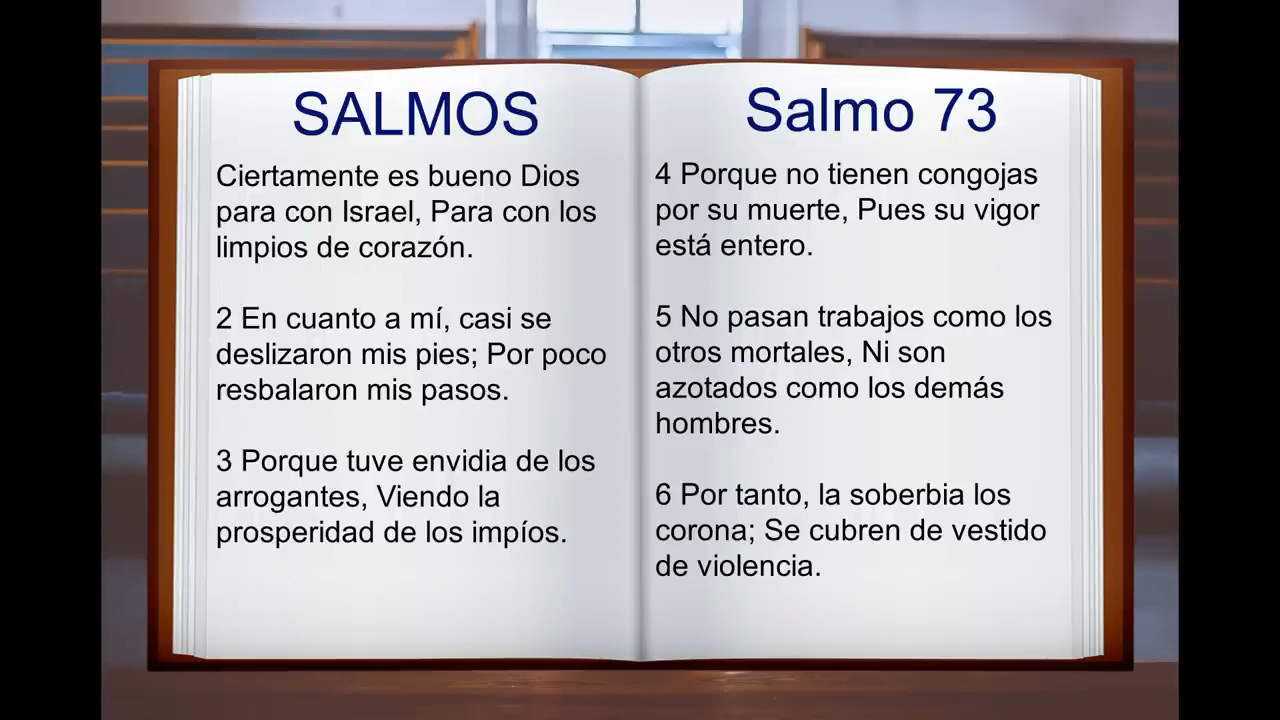 SALMOS
Ciertamente es bueno Dios
para con Israel, Para con los
limpios de corazón.
2 En cuanto a mí, casi se
deslizaron mis pies; Por poco
resbalaron mis pasos.
3 Porque tuve envidia de los
arrogantes, Viendo la
prosperidad de los impíos.
Salmo 73
4 Porque no tienen congojas
por su muerte, Pues su vigor
está entero.
5 No pasan trabajos como los
otros mortales, Ni son
azotados como los demás
hombres.
6 Por tanto, la soberbia los
corona; Se cubren de vestido
de violencia.